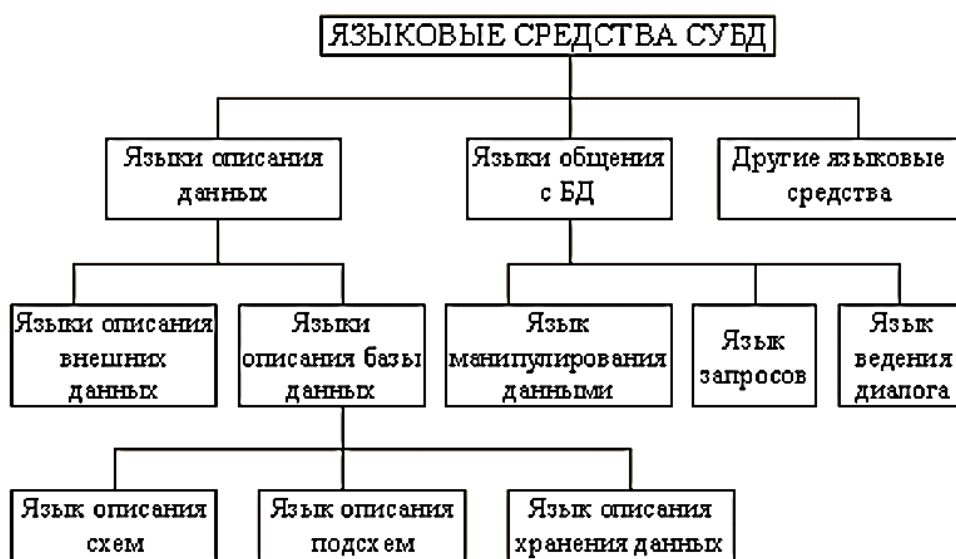 ЯЗЫКОВЫЕ СРЕДСТВА СУБД
Языки описания
данных
Языки общения
с БД
Другие языковые
средства
Языки описания
внешних
данных
Языки
описания базы
данных
Язык
манипулирования
данными
Язык
запросов
Язык
ведения
диалога
Язык описания
схем
Язык описания
подсхем
Язык описания
хранения данных